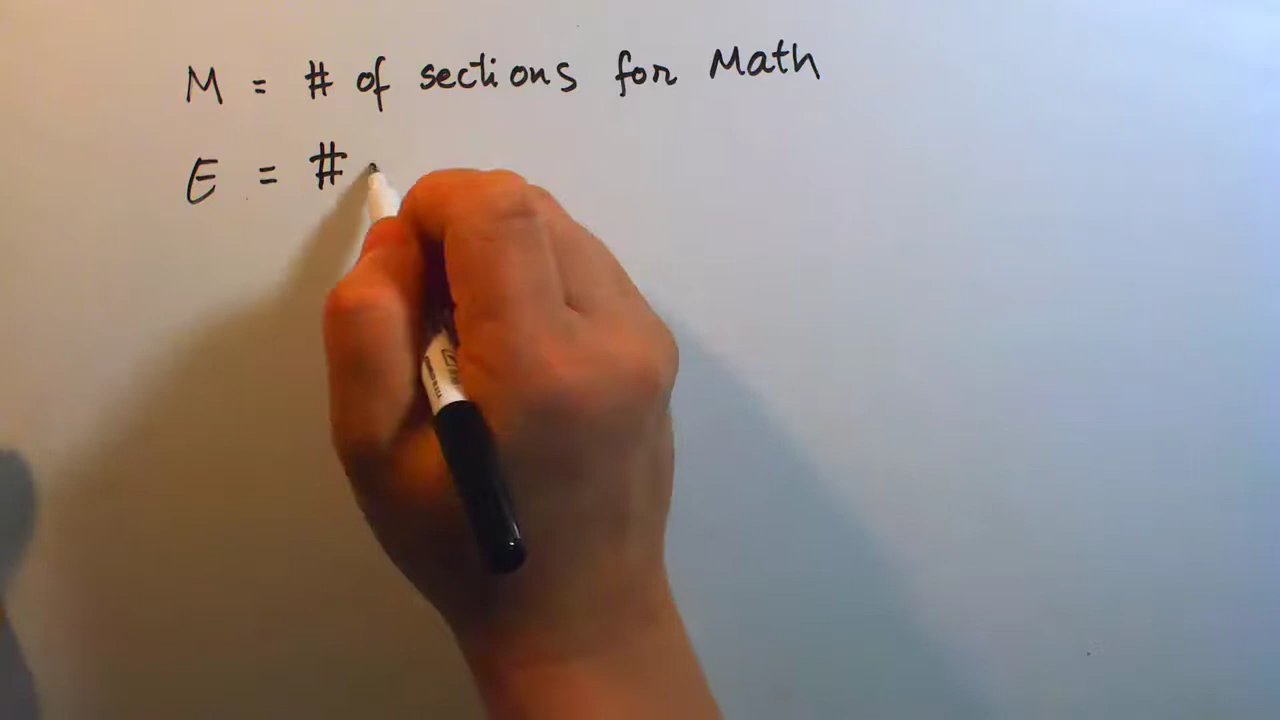 M = # of sections for Math
E = #